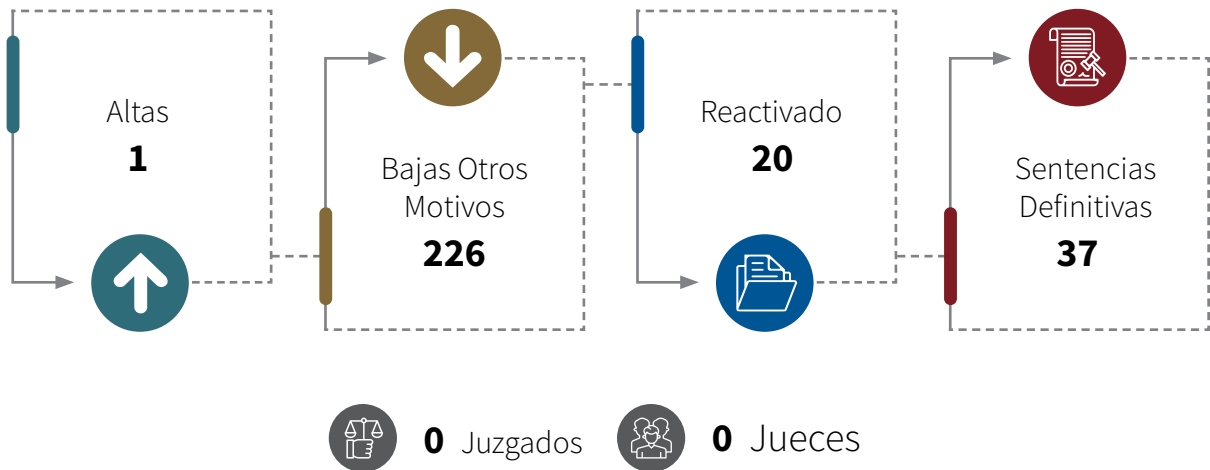 Altas
1
Bajas Otros
Motivos
226
Reactivado
20
Sentencias
Definitivas
37
0 Juzgados
0 Jueces